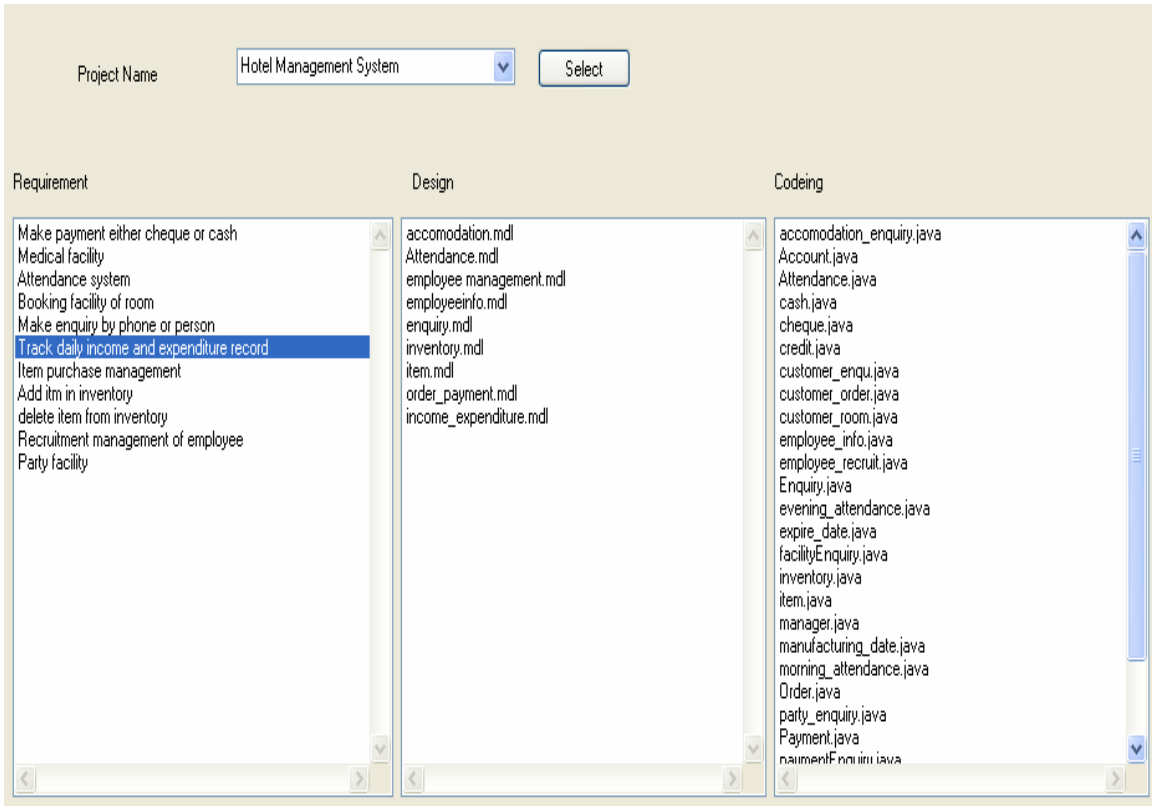 Project Name
Hotel Management System
Select
Requirement
Design
Codeing
Make payment either cheque or cash
Medical facility
Attendance system
Booking facility of room
Make enquiry by phone or person
Track daily income and expenditure record
Item purchase management
Add itm in inventory
delete item from inventory
Recruitment management of employee
Party facility
accomodation.mdl
Attendance.mdl
employee management.mdl
employeeinfo.mdl
enquiry.mdl
inventory.mdl
item.mdl
order_payment.mdl
income_expenditure.mdl
accomodation_enquiry.java
Account.java
Attendance.java
cash.java
cheque.java
credit.java
customer_enqu.java
customer_order.java
customer_room.java
employee_info.java
employee_recruit.java
Enquiry.java
evening_attendance.java
expire_date.java
facilityEnquiry.java
inventory.java
item.java
manager.java
manufacturing_date.java
morning_attendance.java
Order.java
party_enquiry.java
Payment.java
paymentEnquiry.java